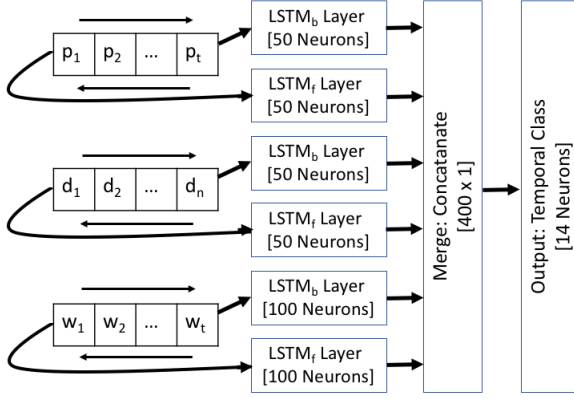 p1 p2 ... pt
LSTMb Layer
[50 Neurons]
LSTMf Layer
[50 Neurons]
d1 d2 ... dn
LSTMb Layer
[50 Neurons]
LSTMf Layer
[50 Neurons]
w1 w2 ... wt
LSTMb Layer
[100 Neurons]
LSTMf Layer
[100 Neurons]
Merge: Concatanate
[400 x 1]
Output: Temporal Class
[14 Neurons]